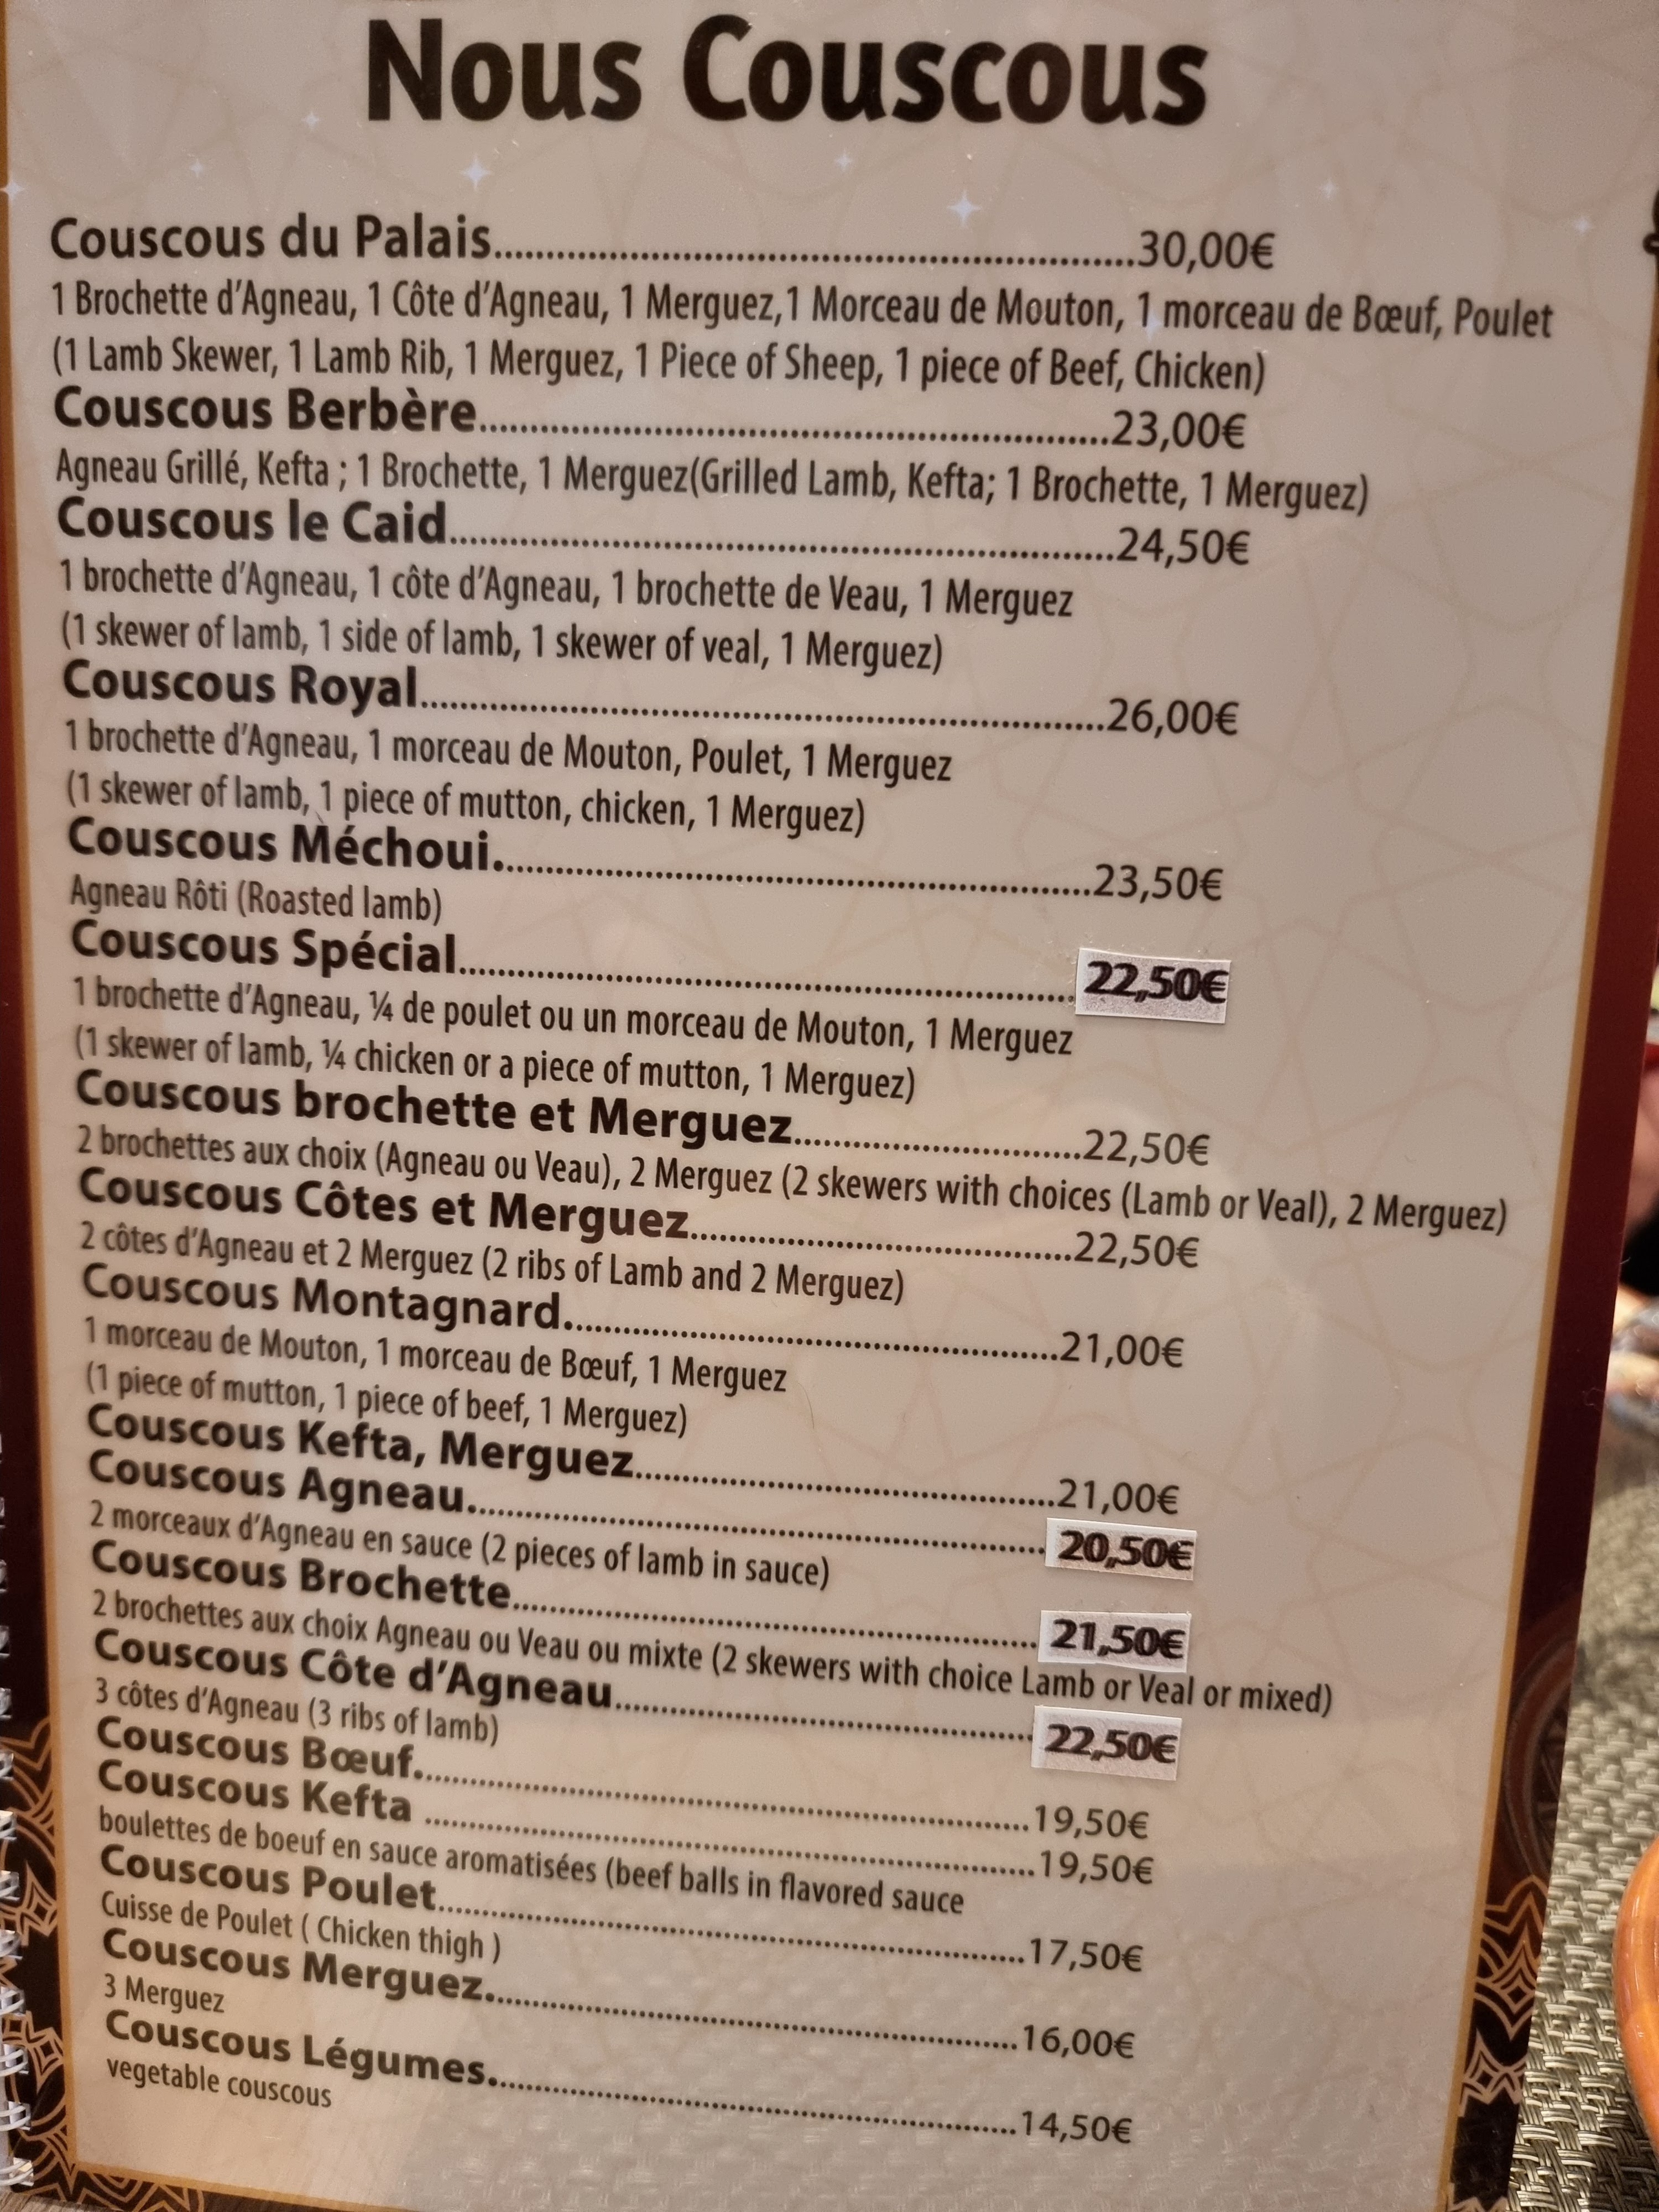 Nous Couscous
Couscous du Palais..........30,00€
1 Brochette d'Agneau, 1 Côte d'Agneau, 1 Merguez,1 Morceau de Mouton, 1 morceau de Bœuf, Poulet
(1 Lamb Skewer, 1 Lamb Rib, 1 Merguez, 1 Piece of Sheep, 1 piece of Beef, Chicken)
Couscous Berbère..........23,00€
Agneau Grillé, Kefta ; 1 Brochette, 1 Merguez(Grilled Lamb, Kefta; 1 Brochette, 1 Merguez)
Couscous le Caid..........24,50€
1 brochette d'Agneau, 1 côte d'Agneau, 1 brochette de Veau, 1 Merguez
(1 skewer of lamb, 1 side of lamb, 1 skewer of veal, 1 Merguez)
Couscous Royal..........26,00€
1 brochette d'Agneau, 1 morceau de Mouton, Poulet, 1 Merguez
(1 skewer of lamb, 1 piece of mutton, chicken, 1 Merguez)
Couscous Méchoui..........23,50€
Agneau Rôti (Roasted lamb)
Couscous Spécial..........22,50€
1 brochette d'Agneau, ¼ de poulet ou un morceau de Mouton, 1 Merguez
(1 skewer of lamb, ¼ chicken or a piece of mutton, 1 Merguez)
Couscous brochette et Merguez..........22,50€
2 brochettes aux choix (Agneau ou Veau), 2 Merguez (2 skewers with choices (Lamb or Veal), 2 Merguez)
Couscous Côtes et Merguez..........22,50€
2 côtes d'Agneau et 2 Merguez (2 ribs of Lamb and 2 Merguez)
Couscous Montagnard..........21,00€
1 morceau de Mouton, 1 morceau de Bœuf, 1 Merguez
(1 piece of mutton, 1 piece of beef, 1 Merguez)
Couscous Kefta, Merguez..........21,00€
Couscous Agneau..........20,50€
2 morceaux d'Agneau en sauce (2 pieces of lamb in sauce)
Couscous Brochette..........21,50€
2 brochettes aux choix Agneau ou Veau ou mixte (2 skewers with choice Lamb or Veal or mixed)
Couscous Côte d'Agneau..........22,50€
3 côtes d'Agneau (3 ribs of lamb)
Couscous Bœuf..........19,50€
Couscous Kefta ..........19,50€
boulettes de boeuf en sauce aromatisées (beef balls in flavored sauce
Couscous Poulet..........17,50€
Cuisse de Poulet ( Chicken thigh )
Couscous Merguez..........16,00€
3 Merguez
Couscous Légumes..........14,50€
vegetable couscous